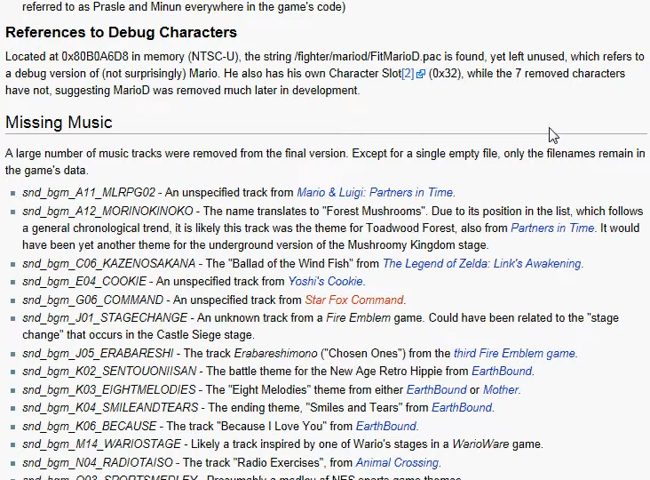 referred to as Prasle and Minun everywhere in the game's code)
References to Debug Characters
Located at 0x80B0A6D8 in memory (NTSC-U), the string /fighter/mariod/FitMarioD.pac is found, yet left unused, which refers to
a debug version of (not surprisingly) Mario. He also has his own Character Slot[2] (0x32), while the 7 removed characters
have not, suggesting MarioD was removed much later in development.
Missing Music
A large number of music tracks were removed from the final version. Except for a single empty file, only the filenames remain in
the game's data.
snd_bgm_A11_MLRPG02 - An unspecified track from Mario & Luigi: Partners in Time.
snd_bgm_A12_MORINOKINOKO - The name translates to "Forest Mushrooms". Due to its position in the list, which follows
a general chronological trend, it is likely this track was the theme for Toadwood Forest, also from Partners in Time. It would
have been yet another theme for the underground version of the Mushroomy Kingdom stage.
snd_bgm_C06_KAZENOSAKANA - The "Ballad of the Wind Fish" from The Legend of Zelda: Link's Awakening.
snd_bgm_E04_COOKIE - An unspecified track from Yoshi's Cookie.
snd_bgm_G06_COMMAND - An unspecified track from Star Fox Command.
snd_bgm_J01_STAGECHANGE - An unknown track from a Fire Emblem game. Could have been related to the "stage
change" that occurs in the Castle Siege stage.
snd_bgm_J05_ERABARESHI - The track Erabareshimono ("Chosen Ones") from the third Fire Emblem game.
snd_bgm_K02_SENTOUONIISAN - The battle theme for the New Age Retro Hippie from EarthBound.
snd_bgm_K03_EIGHTMELODIES - The "Eight Melodies" theme from either EarthBound or Mother.
snd_bgm_K04_SMILEANDTEARS - The ending theme, "Smiles and Tears" from EarthBound.
snd_bgm_K06_BECAUSE - The track "Because I Love You" from EarthBound.
snd_bgm_M14_WARIOSTAGE - Likely a track inspired by one of Wario's stages in a WarioWare game.
snd_bgm_N04_RADIOTAISO - The track "Radio Exercises", from Animal Crossing.
snd_bgm_Q03_SPORTSMEDLEY - Presumably a medley of NES sports game themes.